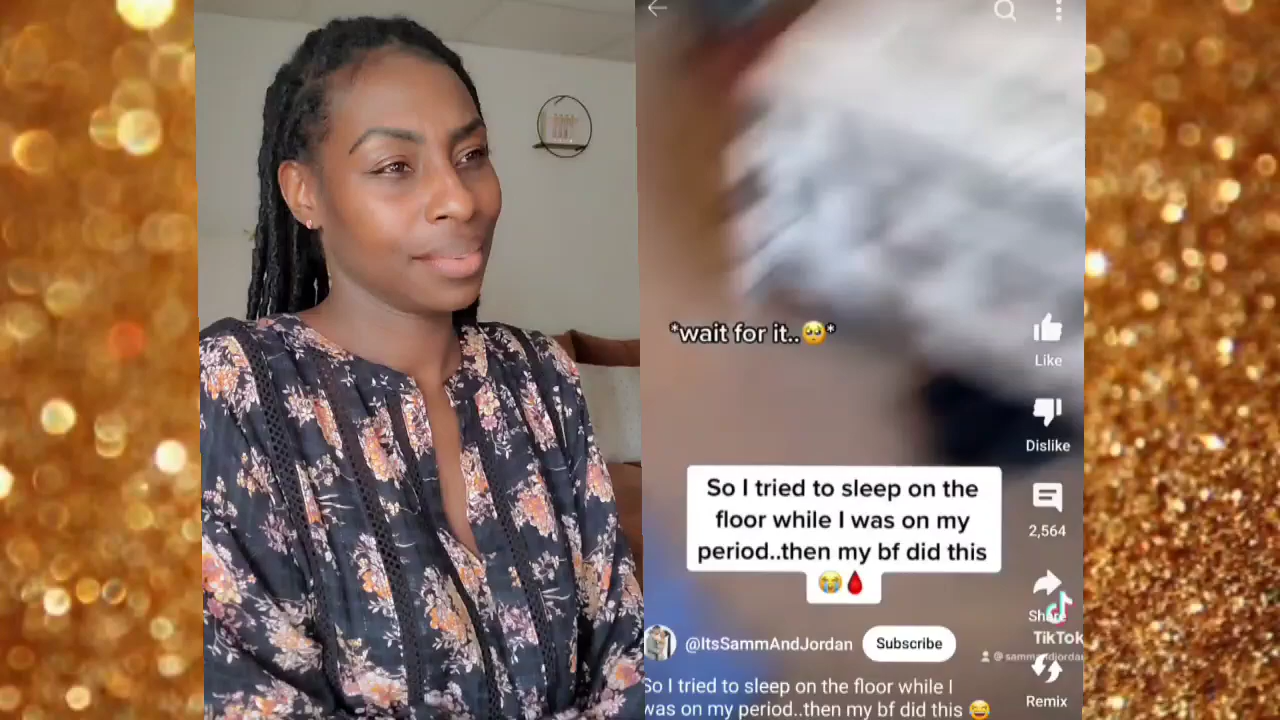 *wait for it..🥺*
Like
Dislike
So I tried to sleep on the
floor while I was on my
period..then my bf did this
😭🩸
2,564
Share
TikTok
@ItsSammAndJordan
Subscribe
@sammandjordan
So I tried to sleep on the floor while I
was on my period..then my bf did this 😅
Remix